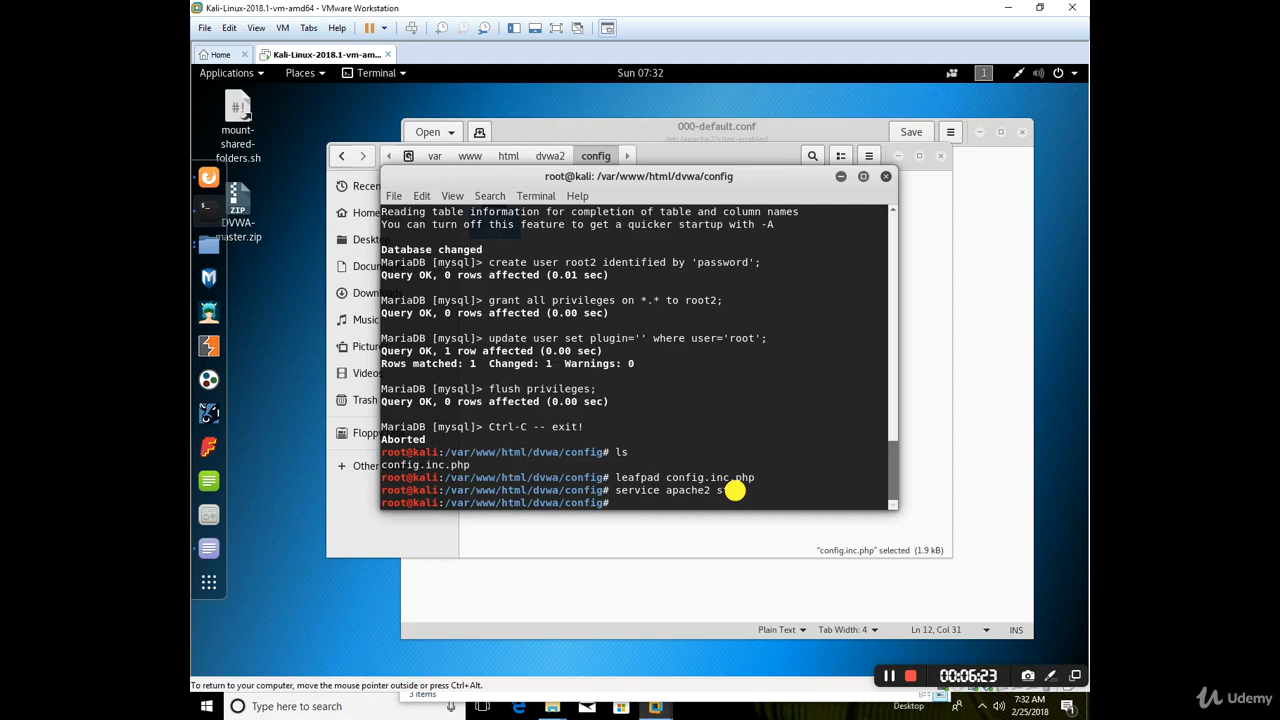 Kali-Linux-2018.1-vm-amd64 - VMware Workstation
File Edit View VM Tabs Help
Home Kali-Linux-2018.1-vm-am...
Applications Places Terminal Sun 07:32 1
mount-
shared-
folders.sh
ZIP
DVWA-
master.zip
Open 000-default.conf Save
/etc/apache2/sites-enabled
var www html dvwa2 config
Recen
Home
Deskto
Docum
Downloads
Music
Pictur
Videos
Trash
Floppy
Other
root@kali: /var/www/html/dvwa/config
File Edit View Search Terminal Help
Reading table information for completion of table and column names
You can turn off this feature to get a quicker startup with -A
Database changed
MariaDB [mysql]> create user root2 identified by 'password';
Query OK, 0 rows affected (0.01 sec)
MariaDB [mysql]> grant all privileges on *.* to root2;
Query OK, 0 rows affected (0.00 sec)
MariaDB [mysql]> update user set plugin='' where user='root';
Query OK, 1 row affected (0.00 sec)
Rows matched: 1 Changed: 1 Warnings: 0
MariaDB [mysql]> flush privileges;
Query OK, 0 rows affected (0.00 sec)
MariaDB [mysql]> Ctrl-C -- exit!
Aborted
root@kali:/var/www/html/dvwa/config# ls
config.inc.php
root@kali:/var/www/html/dvwa/config# leafpad config.inc.php
root@kali:/var/www/html/dvwa/config# service apache2
root@kali:/var/www/html/dvwa/config#
"config.inc.php" selected (1.9 kB)
Plain Text Tab Width: 4 Ln 12, Col 31 INS
00:06:23
To return to your computer, move the mouse pointer outside or press Ctrl+Alt.
3 items
Type here to search
Desktop
7:32 AM
2/25/2018
Udemy